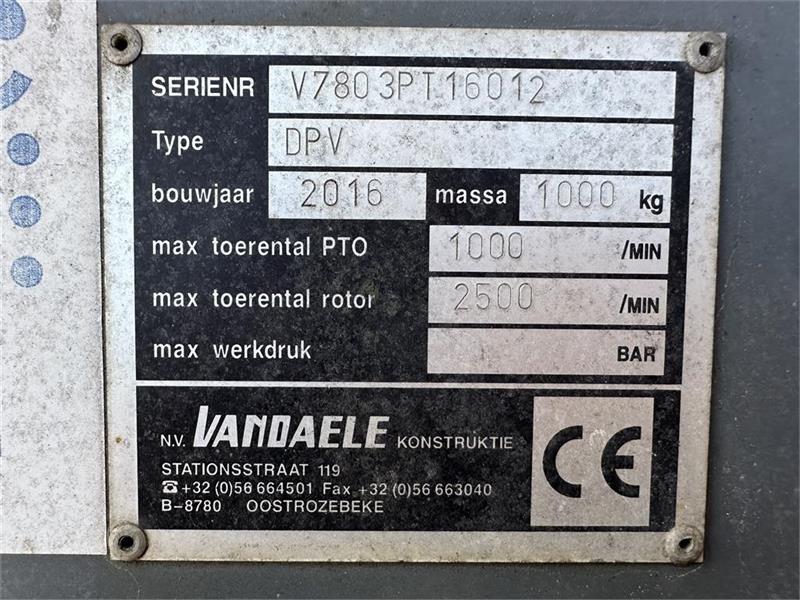 SERIENR V7803PT16012
Type DPV
bouwjaar 2016 massa 1000 kg
max toerental PTO 1000 /MIN
max toerental rotor 2500 /MIN
max werkdruk BAR
N.V. VANDAELE KONSTRUKTIE
STATIONSSTRAAT 119
☎+32 (0)56 664501 Fax +32 (0)56 663040
B-8780 OOSTROZEBEKE
CE